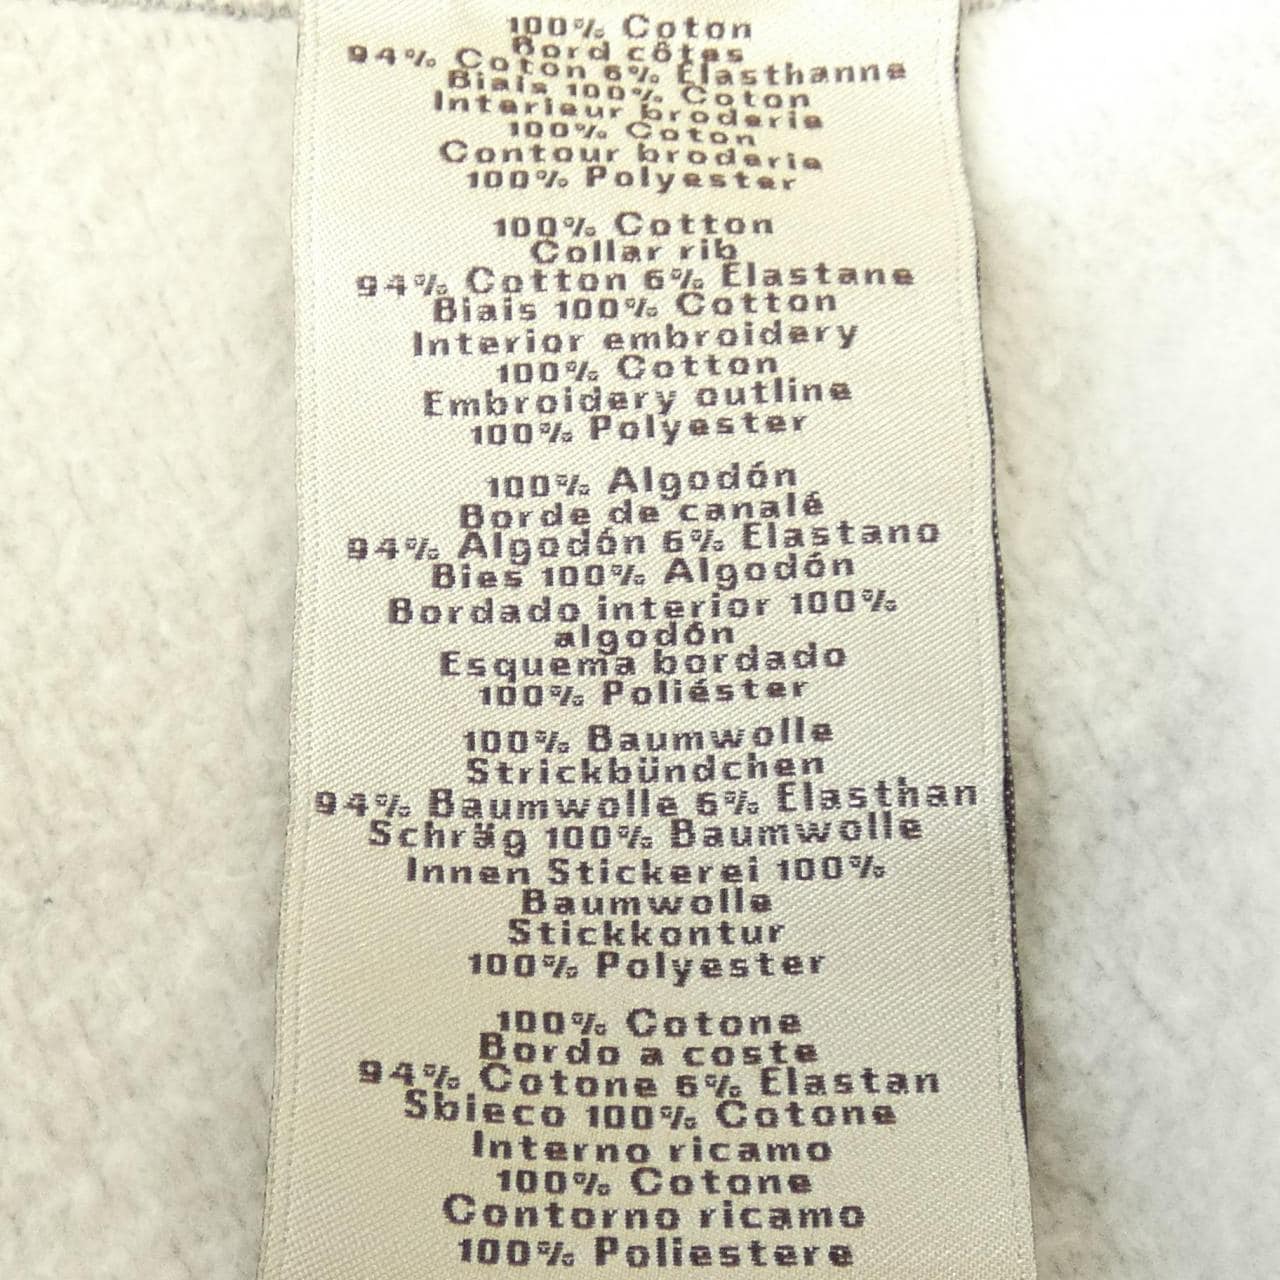 100% Coton
Bord côtes
94% Coton 6% Élasthanne
Biais 100% Coton
Interieur broderie
100% Coton
Contour broderie
100% Polyester
100% Cotton
Collar rib
94% Cotton 6% Elastane
Biais 100% Cotton
Interior embroidery
100% Cotton
Embroidery outline
100% Polyester
100% Algodón
Borde de canalé
94% Algodón 6% Elastano
Bies 100% Algodón
Bordado interior 100%
algodón
Esquema bordado
100% Poliéster
100% Baumwolle
Strickbündchen
94% Baumwolle 6% Elasthan
Schräg 100% Baumwolle
Innen Stickerei 100%
Baumwolle
Stickkontur
100% Polyester
100% Cotone
Bordo a coste
94% Cotone 6% Elastan
Sbieco 100% Cotone
Interno ricamo
100% Cotone
Contorno ricamo
100% Poliestere